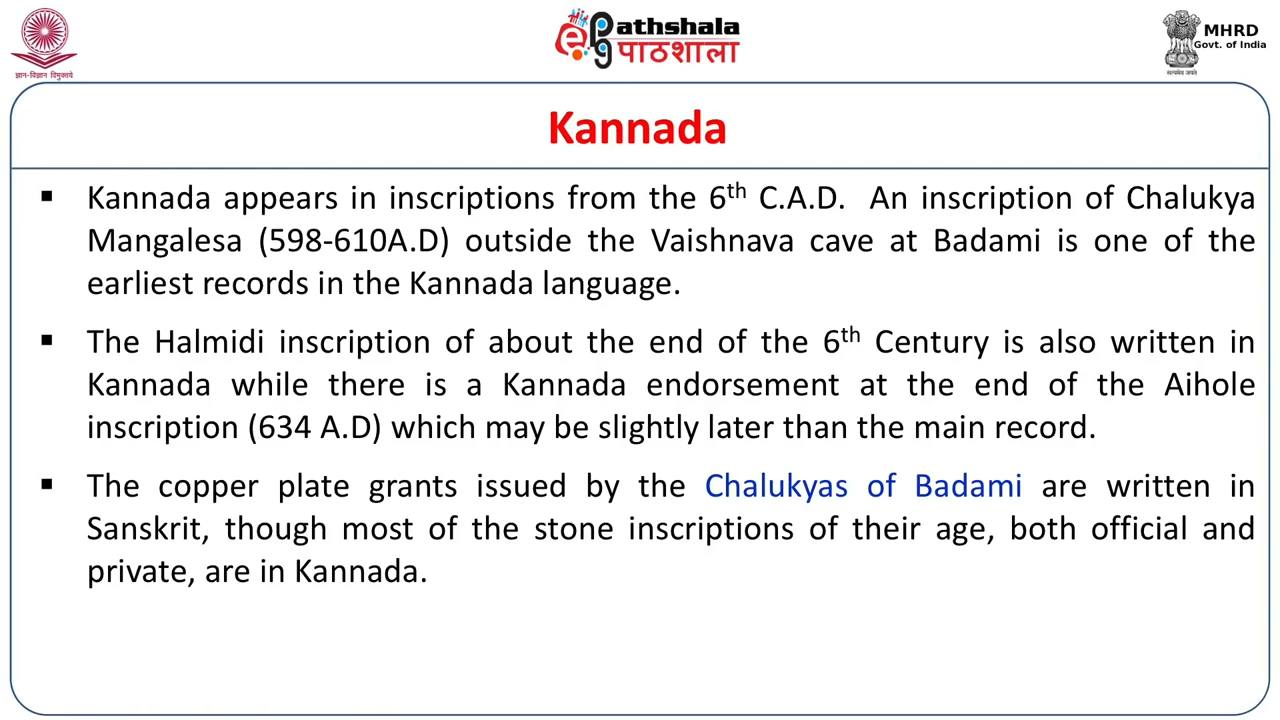 ज्ञान-विज्ञान विमुक्तये
ePathshala
पाठशाला
MHRD
Govt. of India
सत्यमेव जयते
Kannada
▪ Kannada appears in inscriptions from the 6th C.A.D. An inscription of Chalukya
Mangalesa (598-610A.D) outside the Vaishnava cave at Badami is one of the
earliest records in the Kannada language.
▪ The Halmidi inscription of about the end of the 6th Century is also written in
Kannada while there is a Kannada endorsement at the end of the Aihole
inscription (634 A.D) which may be slightly later than the main record.
▪ The copper plate grants issued by the Chalukyas of Badami are written in
Sanskrit, though most of the stone inscriptions of their age, both official and
private, are in Kannada.